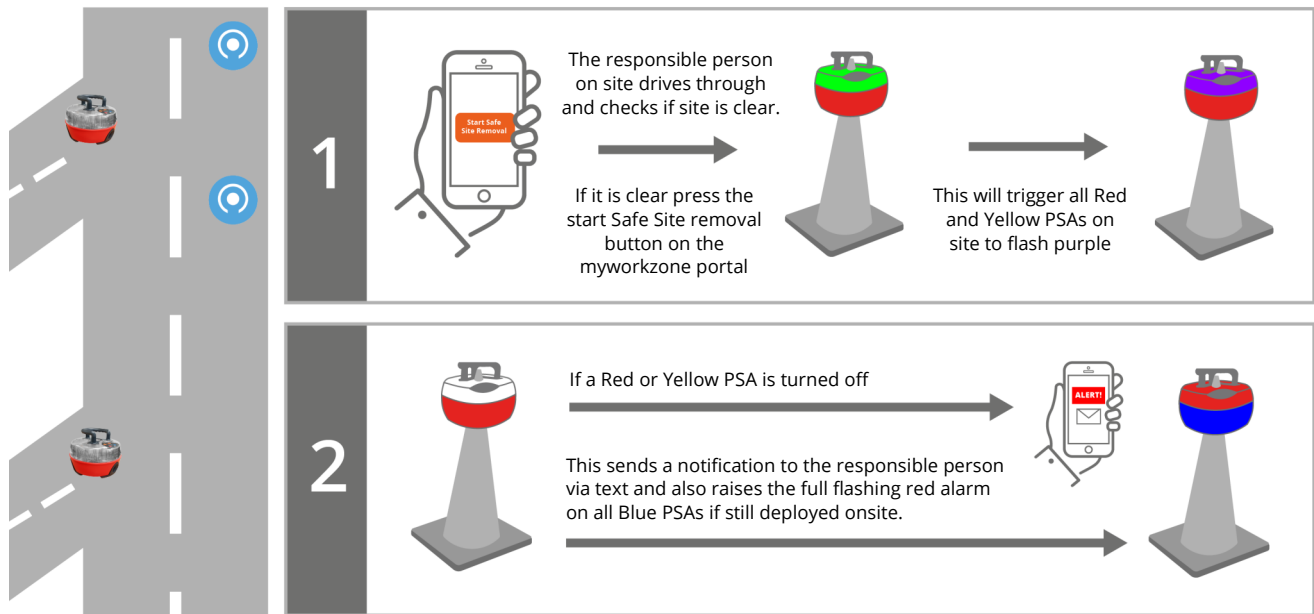 1
Start Safe
Site Removal
The responsible person
on site drives through
and checks if site is clear.
If it is clear press the
start Safe Site removal
button on the
myworkzone portal
This will trigger all Red
and Yellow PSAs on
site to flash purple
2
If a Red or Yellow PSA is turned off
ALERT!
This sends a notification to the responsible person
via text and also raises the full flashing red alarm
on all Blue PSAs if still deployed onsite.